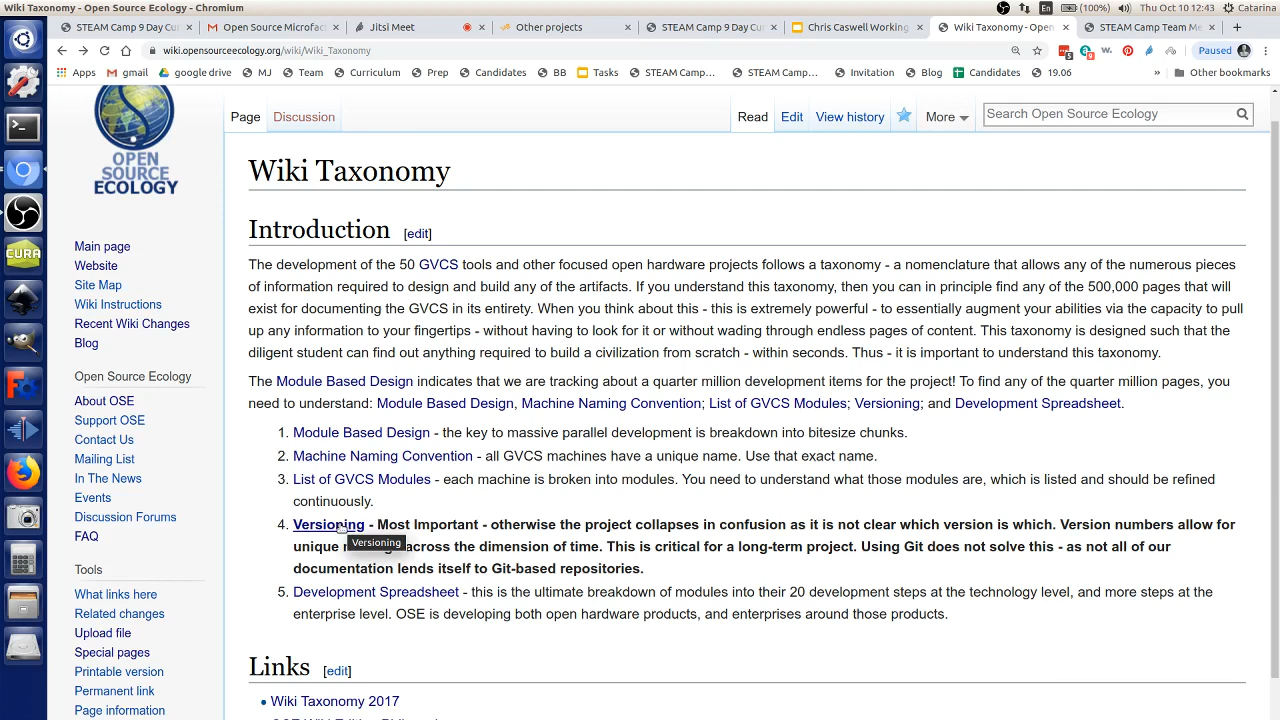 Wiki Taxonomy - Open Source Ecology - Chromium
En
(100%)
Thu Oct 10 12:43
Catarina
STEAM Camp 9 Day Cur
Open Source Microfact
Jitsi Meet
Other projects
STEAM Camp 9 Day Cur
Chris Caswell Working
Wiki Taxonomy - Open
STEAM Camp Team Me
wiki.opensourceecology.org/wiki/Wiki_Taxonomy
Paused
Apps
gmail
google drive
MJ
Team
Curriculum
Prep
Candidates
BB
Tasks
STEAM Camp...
STEAM Camp...
Invitation
Blog
Candidates
19.06
»
Other bookmarks
OPEN
SOURCE
ECOLOGY
Main page
Website
Site Map
Wiki Instructions
Recent Wiki Changes
Blog
Open Source Ecology
About OSE
Support OSE
Contact Us
Mailing List
In The News
Events
Discussion Forums
FAQ
Tools
What links here
Related changes
Upload file
Special pages
Printable version
Permanent link
Page information
CURA
Page
Discussion
Read
Edit
View history
More
Search Open Source Ecology
Wiki Taxonomy
Introduction [edit]
The development of the 50 GVCS tools and other focused open hardware projects follows a taxonomy - a nomenclature that allows any of the numerous pieces
of information required to design and build any of the artifacts. If you understand this taxonomy, then you can in principle find any of the 500,000 pages that will
exist for documenting the GVCS in its entirety. When you think about this - this is extremely powerful - to essentially augment your abilities via the capacity to pull
up any information to your fingertips - without having to look for it or without wading through endless pages of content. This taxonomy is designed such that the
diligent student can find out anything required to build a civilization from scratch - within seconds. Thus - it is important to understand this taxonomy.
The Module Based Design indicates that we are tracking about a quarter million development items for the project! To find any of the quarter million pages, you
need to understand: Module Based Design, Machine Naming Convention; List of GVCS Modules; Versioning; and Development Spreadsheet.
1. Module Based Design - the key to massive parallel development is breakdown into bitesize chunks.
2. Machine Naming Convention - all GVCS machines have a unique name. Use that exact name.
3. List of GVCS Modules - each machine is broken into modules. You need to understand what those modules are, which is listed and should be refined
continuously.
4. Versioning - Most Important - otherwise the project collapses in confusion as it is not clear which version is which. Version numbers allow for
unique across the dimension of time. This is critical for a long-term project. Using Git does not solve this - as not all of our
Versioning
documentation lends itself to Git-based repositories.
5. Development Spreadsheet - this is the ultimate breakdown of modules into their 20 development steps at the technology level, and more steps at the
enterprise level. OSE is developing both open hardware products, and enterprises around those products.
Links [edit]
Wiki Taxonomy 2017